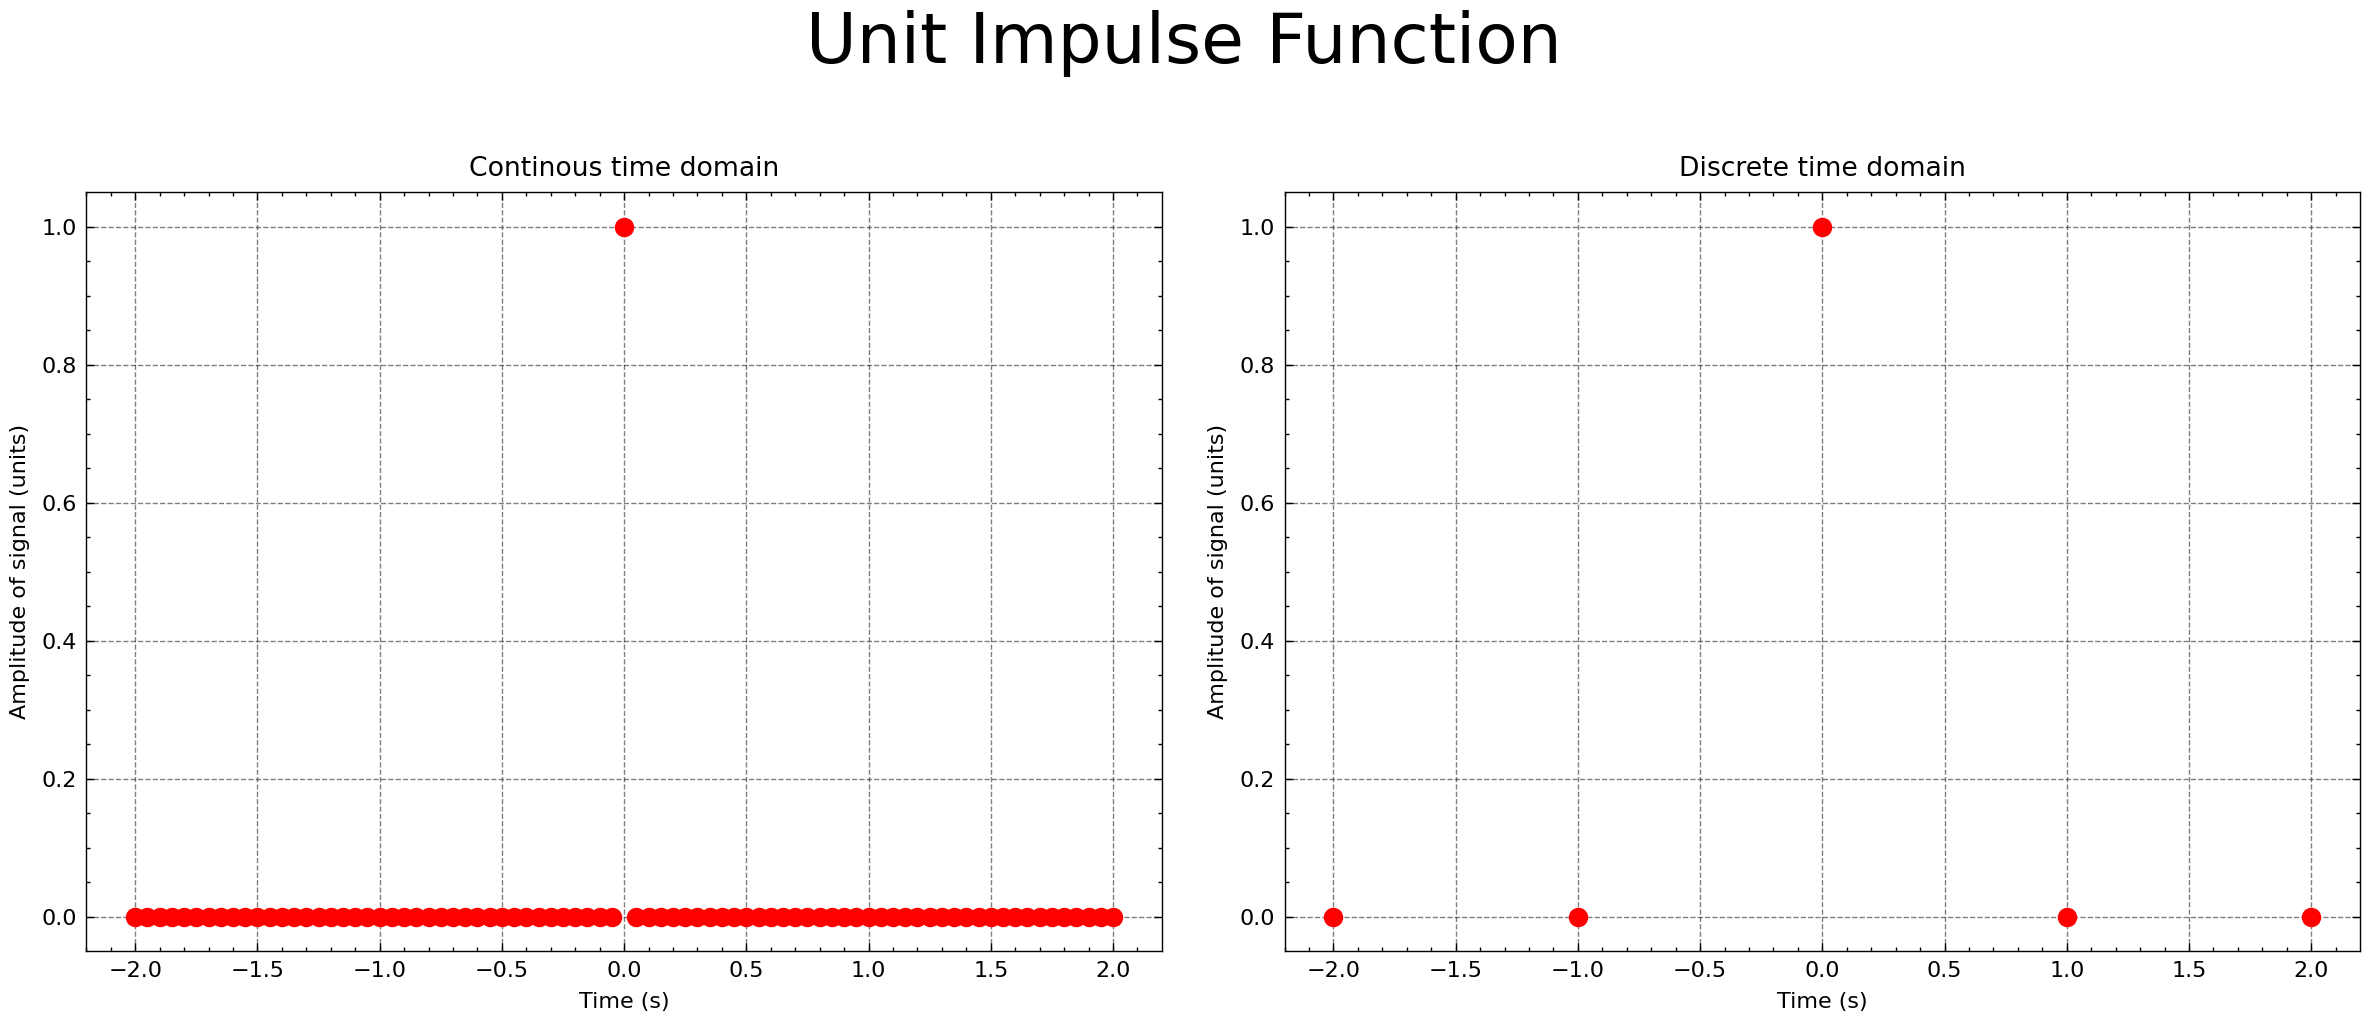 Unit Impulse Function
Continous time domain
Amplitude of signal (units)
1.0
0.8
0.6
0.4
0.2
0.0
−2.0 −1.5 −1.0 −0.5 0.0 0.5 1.0 1.5 2.0
Time (s)
Discrete time domain
Amplitude of signal (units)
1.0
0.8
0.6
0.4
0.2
0.0
−2.0 −1.5 −1.0 −0.5 0.0 0.5 1.0 1.5 2.0
Time (s)